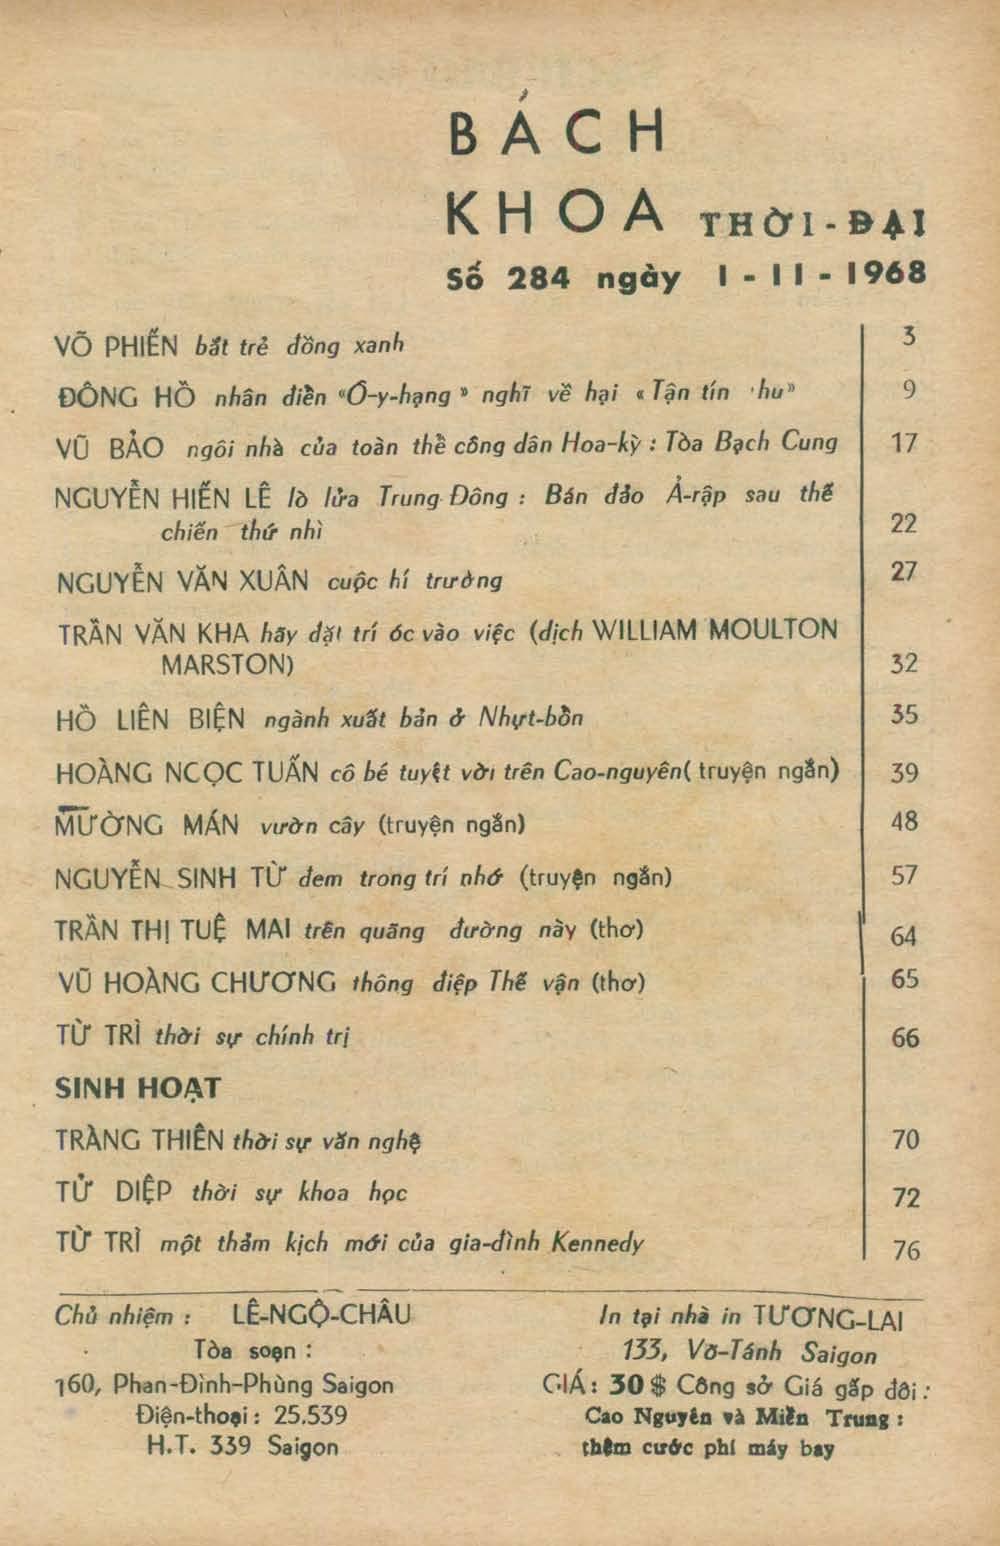 BÁCH
KHOA THỜI-ĐẠI
Số 284 ngày 1-11-1968
VÕ PHIẾN bắt trẻ đồng xanh 3
ĐÔNG HỒ nhân điển «Ô-y-hạng» nghĩ về hại «Tận tín hu» 9
VŨ BẢO ngôi nhà của toàn thể công dân Hoa-kỳ : Tòa Bạch Cung 17
NGUYỄN HIẾN LÊ lò lửa Trung Đông : Bán đảo Ả-rập sau thế
chiến thứ nhì 22
NGUYỄN VĂN XUÂN cuộc hí trường 27
TRẦN VĂN KHA hãy đặt trí óc vào việc (dịch WILLIAM MOULTON
MARSTON) 32
HỒ LIÊN BIỆN ngành xuất bản ở Nhựt-bổn 35
HOÀNG NGỌC TUẤN cô bé tuyệt vời trên Cao-nguyên( truyện ngắn) 39
MƯỜNG MÁN vườn cây (truyện ngắn) 48
NGUYỄN SINH TỪ đem trong trí nhớ (truyện ngắn) 57
TRẦN THỊ TUỆ MAI trên quãng đường này (thơ) 64
VŨ HOÀNG CHƯƠNG thông điệp Thế vận (thơ) 65
TỪ TRÌ thời sự chính trị 66
SINH HOẠT
TRÀNG THIÊN thời sự văn nghệ 70
TỬ DIỆP thời sự khoa học 72
TỪ TRÌ một thảm kịch mới của gia-đình Kennedy 76
Chủ nhiệm : LÊ-NGỘ-CHÂU
Tòa soạn :
160, Phan-Đình-Phùng Saigon
Điện-thoại : 25.539
H.T. 339 Saigon
In tại nhà in TƯƠNG-LAI
133, Võ-Tánh Saigon
GIÁ : 30$ Công sở Giá gấp đôi :
Cao Nguyên và Miền Trung :
thêm cước phí máy bay